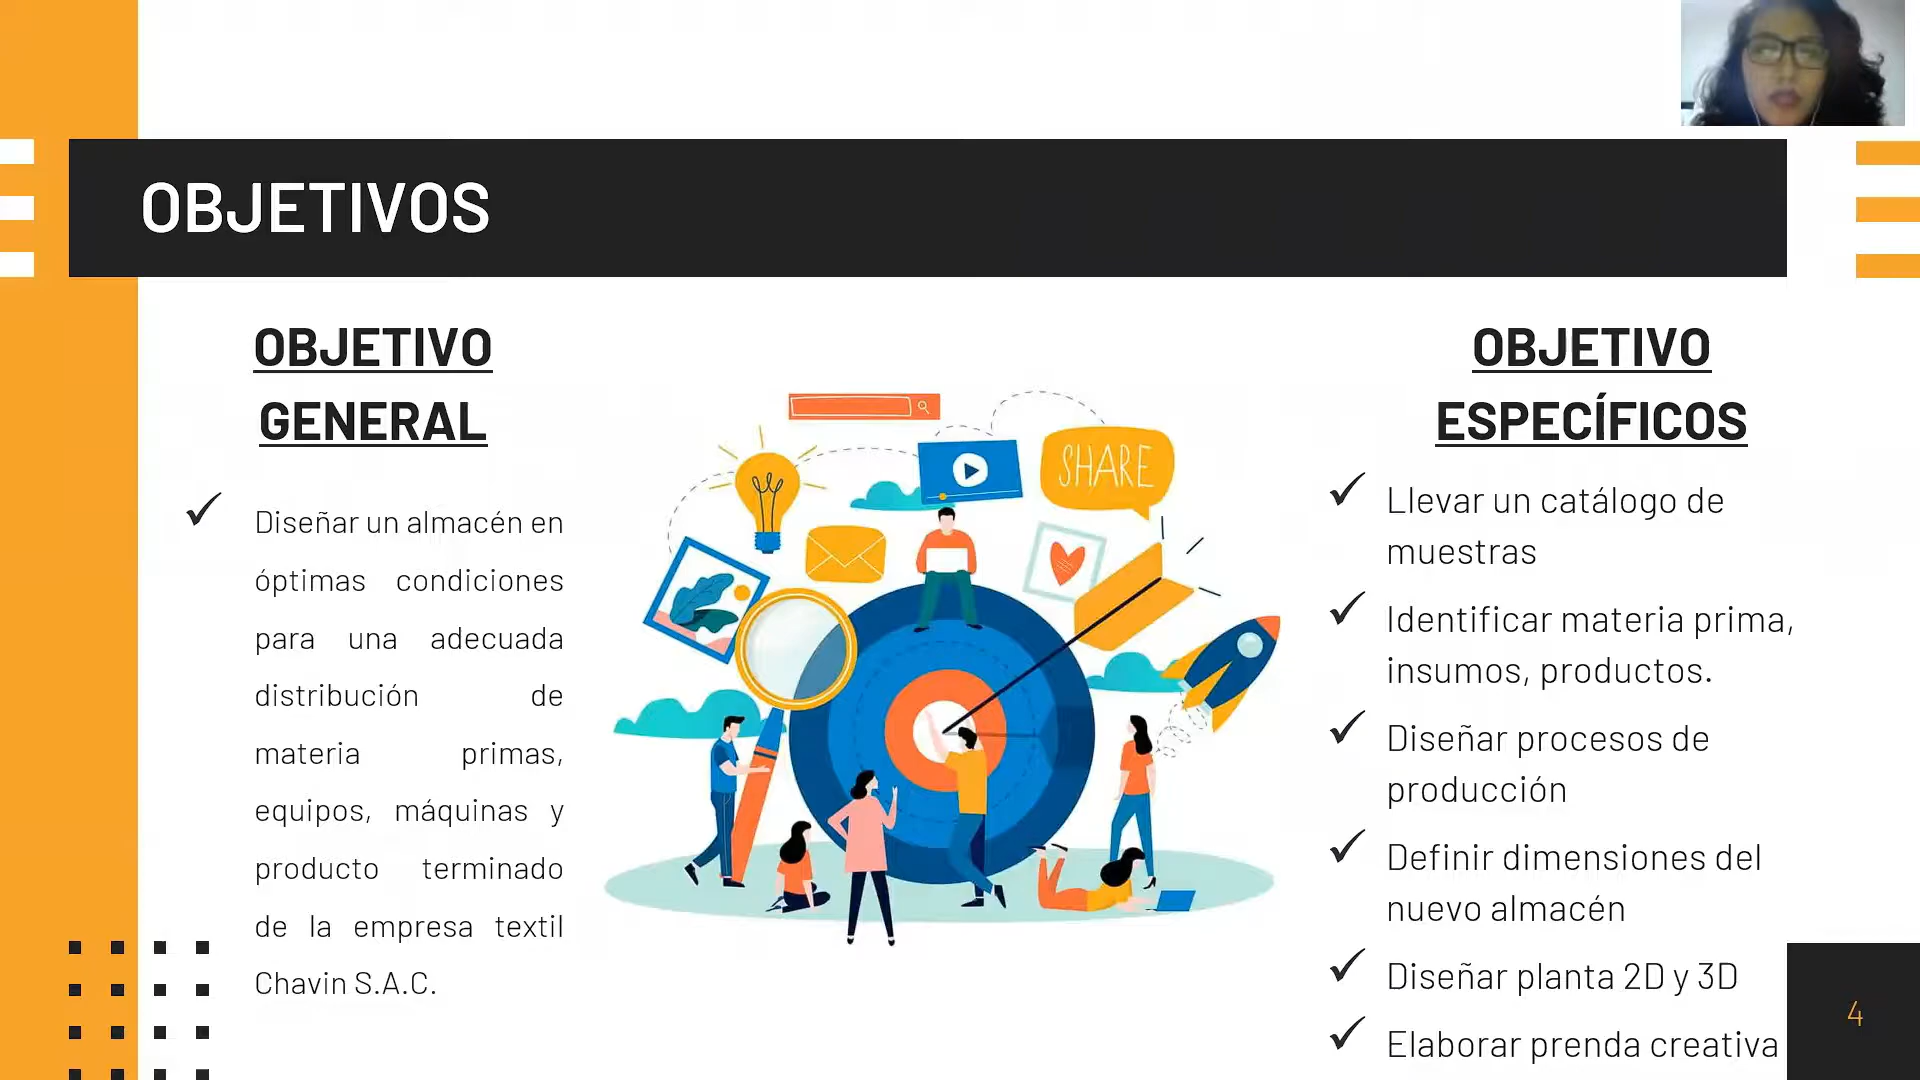 OBJETIVOS
OBJETIVO
GENERAL
Diseñar un almacén en
óptimas condiciones
para una adecuada
distribución de
materia primas,
equipos, máquinas y
producto terminado
de la empresa textil
Chavin S.A.C.
SHARE
OBJETIVO
ESPECÍFICOS
Llevar un catálogo de
muestras
Identificar materia prima,
insumos, productos.
Diseñar procesos de
producción
Definir dimensiones del
nuevo almacén
Diseñar planta 2D y 3D
Elaborar prenda creativa
4